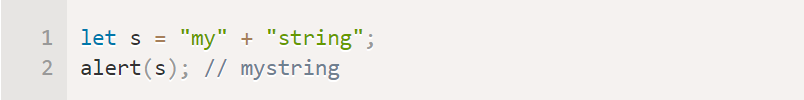 1 let s = "my" + "string";
2 alert(s); // mystring